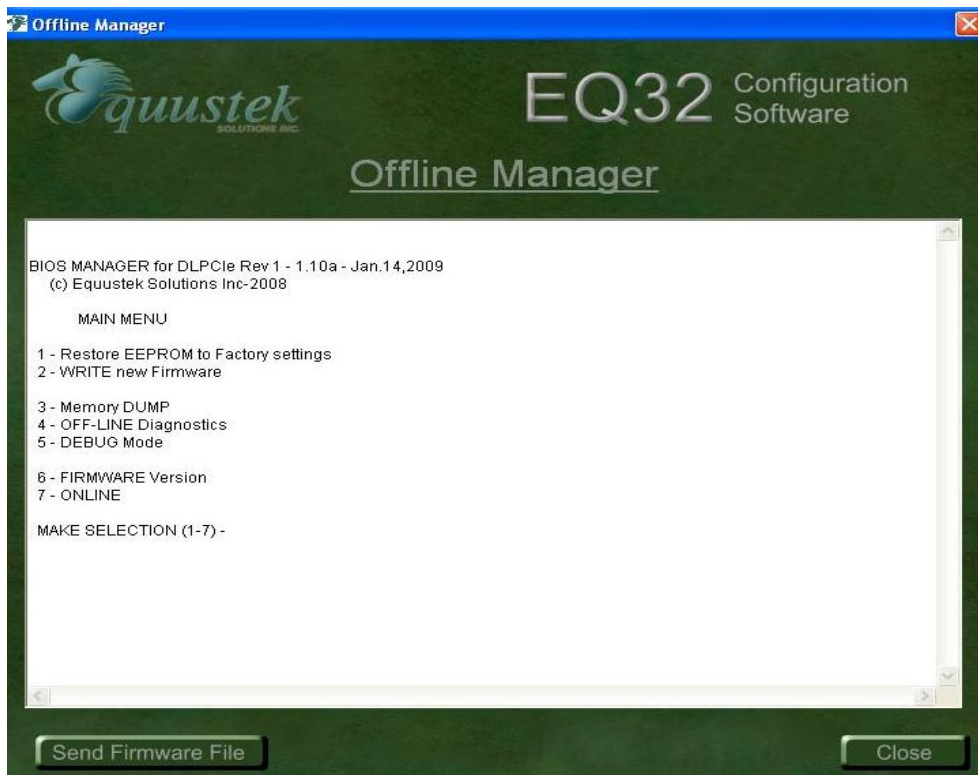 Offline Manager
Equustek
SOLUTIONS INC.
EQ32 Configuration Software
Offline Manager
BIOS MANAGER for DLPCIe Rev 1 - 1.10a - Jan.14,2009
(c) Equustek Solutions Inc-2008
MAIN MENU
1 - Restore EEPROM to Factory settings
2 - WRITE new Firmware
3 - Memory DUMP
4 - OFF-LINE Diagnostics
5 - DEBUG Mode
6 - FIRMWARE Version
7 - ONLINE
MAKE SELECTION (1-7) -
Send Firmware File
Close